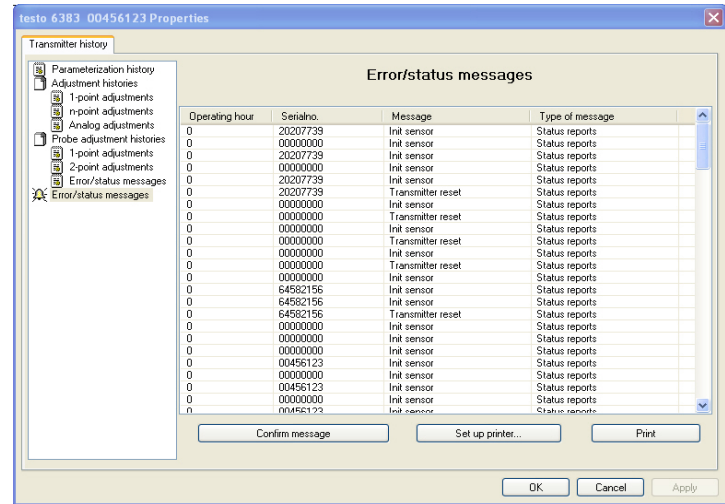 testo 6383 00456123 Properties
Transmitter history
Parameterization history
Adjustment histories
1-point adjustments
n-point adjustments
Analog adjustments
Probe adjustment histories
1-point adjustments
2-point adjustments
Error/status messages
Error/status messages
Error/status messages
Operating hour Serialno. Message Type of message
0 20207739 Init sensor Status reports
0 00000000 Init sensor Status reports
0 20207739 Init sensor Status reports
0 00000000 Init sensor Status reports
0 20207739 Init sensor Status reports
0 20207739 Transmitter reset Status reports
0 00000000 Init sensor Status reports
0 00000000 Transmitter reset Status reports
0 00000000 Init sensor Status reports
0 00000000 Transmitter reset Status reports
0 00000000 Init sensor Status reports
0 00000000 Transmitter reset Status reports
0 00000000 Init sensor Status reports
0 64582156 Init sensor Status reports
0 64582156 Init sensor Status reports
0 64582156 Transmitter reset Status reports
0 00000000 Init sensor Status reports
0 00000000 Init sensor Status reports
0 00000000 Init sensor Status reports
0 00456123 Init sensor Status reports
0 00000000 Init sensor Status reports
0 00456123 Init sensor Status reports
0 00000000 Init sensor Status reports
0 00456123 Init sensor Status reports
Confirm message Set up printer... Print
OK Cancel Apply